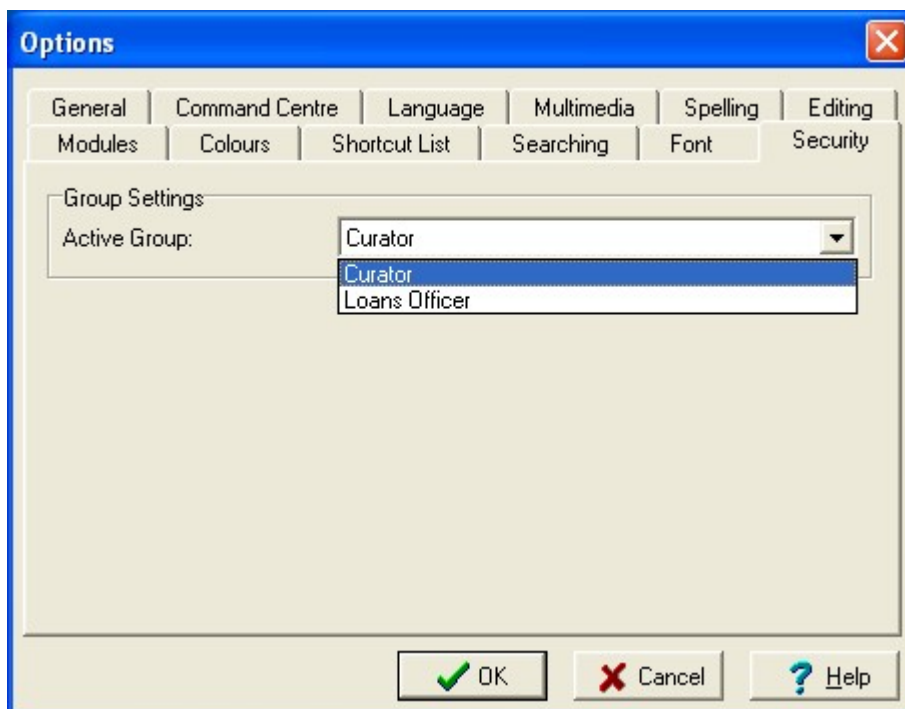 Options
General Command Centre Language Multimedia Spelling Editing
Modules Colours Shortcut List Searching Font Security
Group Settings
Active Group: Curator
Curator
Loans Officer
OK Cancel Help